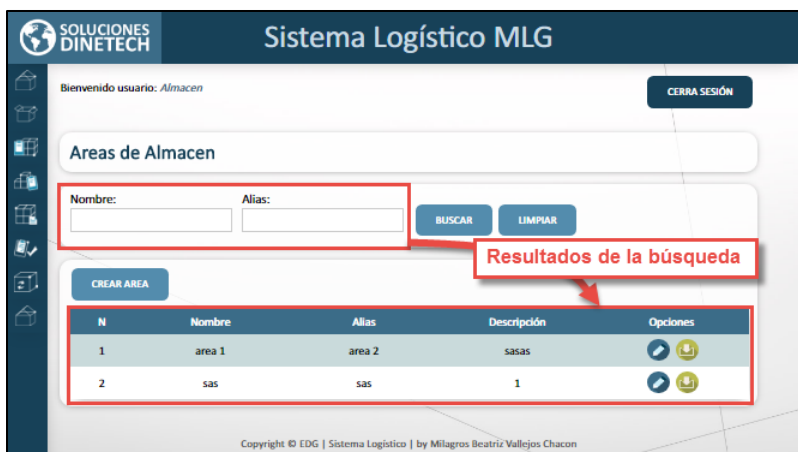 SOLUCIONES
DINETECH
Sistema Logístico MLG
Bienvenido usuario: Almacen
CERRA SESIÓN
Areas de Almacen
Nombre: Alias:
BUSCAR LIMPIAR
Resultados de la búsqueda
CREAR AREA
N Nombre Alias Descripción Opciones
1 area 1 area 2 sasas
2 sas sas 1
Copyright © EDG | Sistema Logístico | by Milagros Beatriz Vallejos Chacon